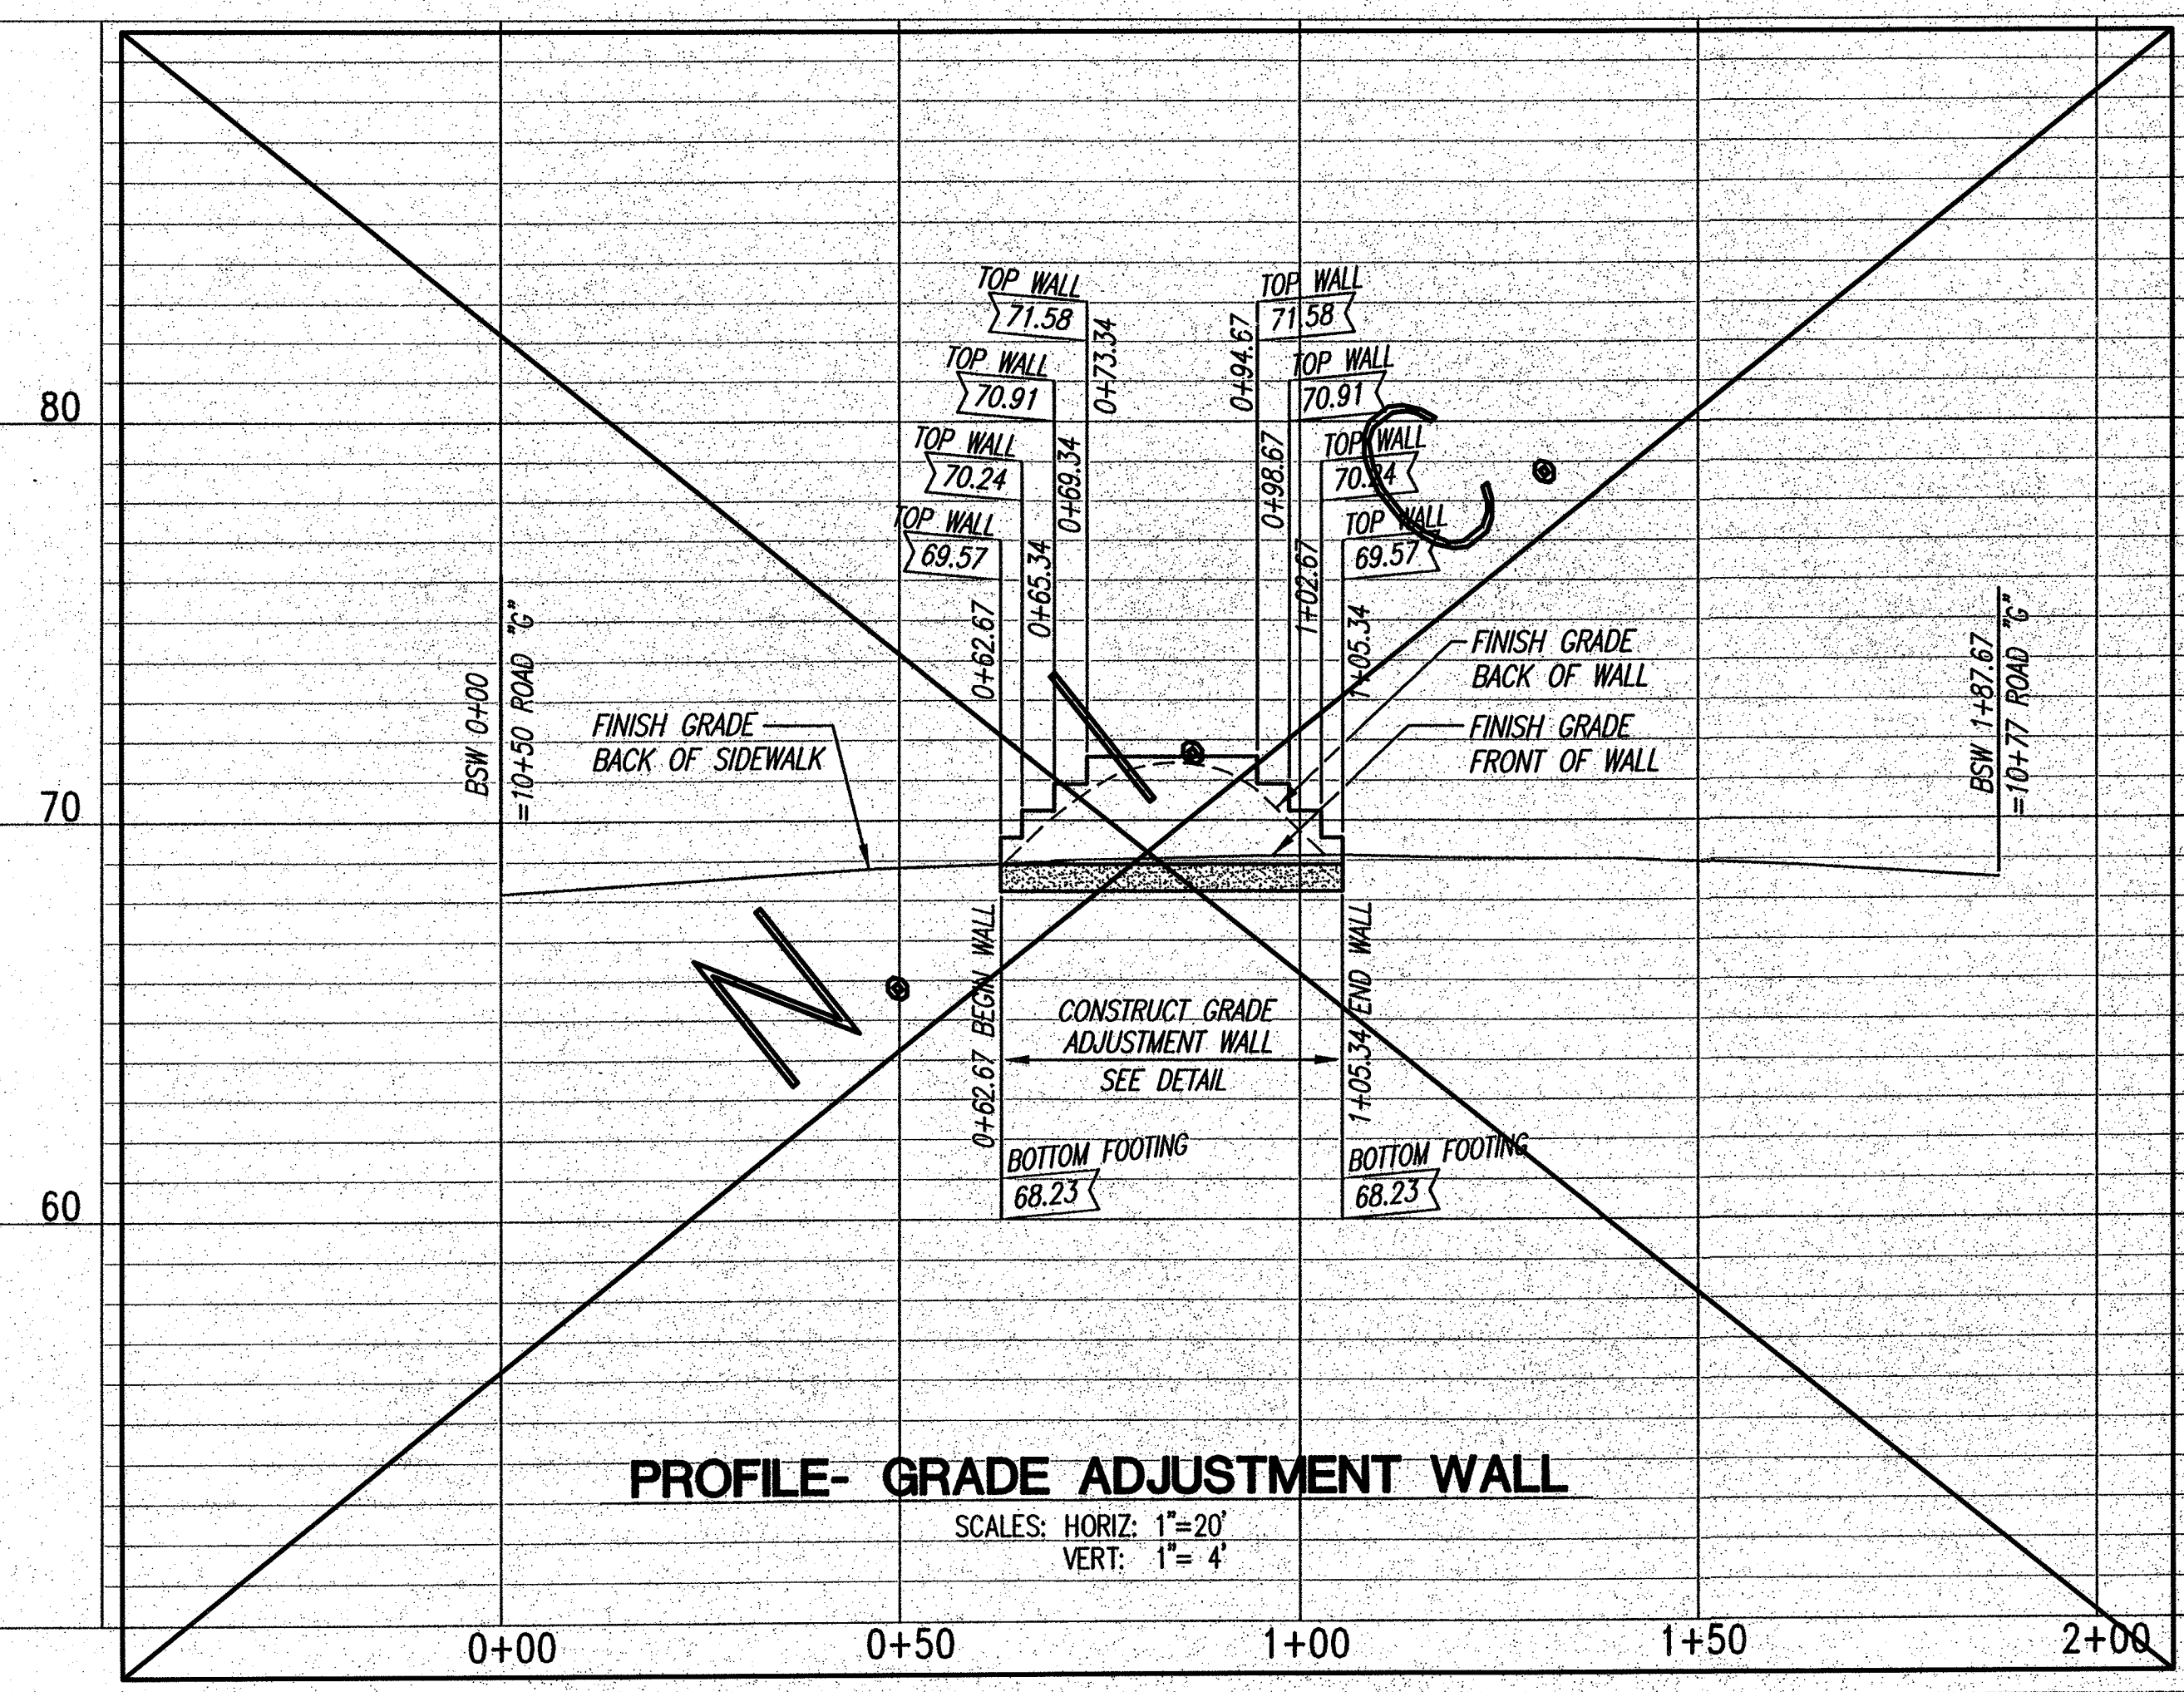 TOP WALL
71.58
0+73.34
TOP WALL
70.91
0+69.34
TOP WALL
70.24
0+65.34
TOP WALL
69.57
0+62.67
TOP WALL
71.58
0+94.67
TOP WALL
70.91
0+98.67
TOP WALL
70.24
1+02.67
TOP WALL
69.57
1+05.34
80
70
60
BSW 0+00
=10+50 ROAD "G"
FINISH GRADE
BACK OF SIDEWALK
FINISH GRADE
BACK OF WALL
FINISH GRADE
FRONT OF WALL
BSW 1+87.67
=10+77 ROAD "G"
N.I.C.
0+62.67 BEGIN WALL
CONSTRUCT GRADE
ADJUSTMENT WALL
SEE DETAIL
1+05.34 END WALL
BOTTOM FOOTING
68.23
BOTTOM FOOTING
68.23
PROFILE- GRADE ADJUSTMENT WALL
SCALES: HORIZ: 1"=20'
VERT: 1"= 4'
0+00 0+50 1+00 1+50 2+00